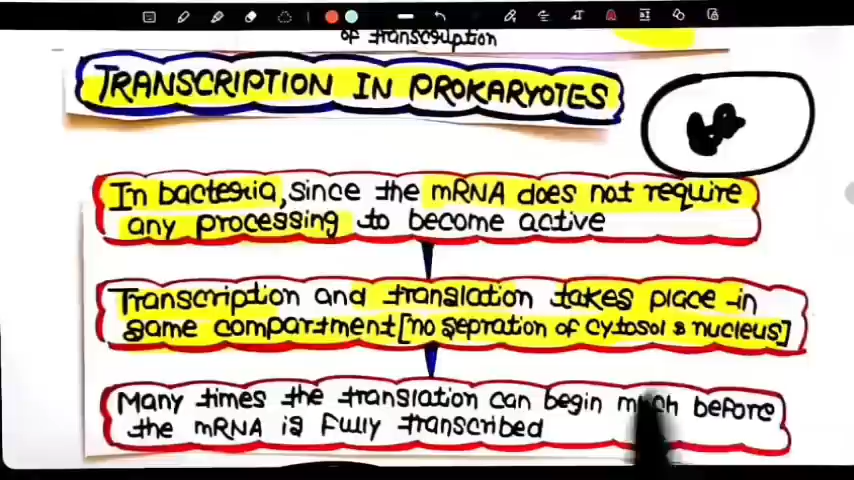 of transcription
TRANSCRIPTION IN PROKARYOTES
In bacteria, since the mRNA does not require
any processing to become active
Transcription and translation takes place in
same compartment [no sepration of cytosol & nucleus]
Many times the translation can begin much before
the mRNA is fully transcribed